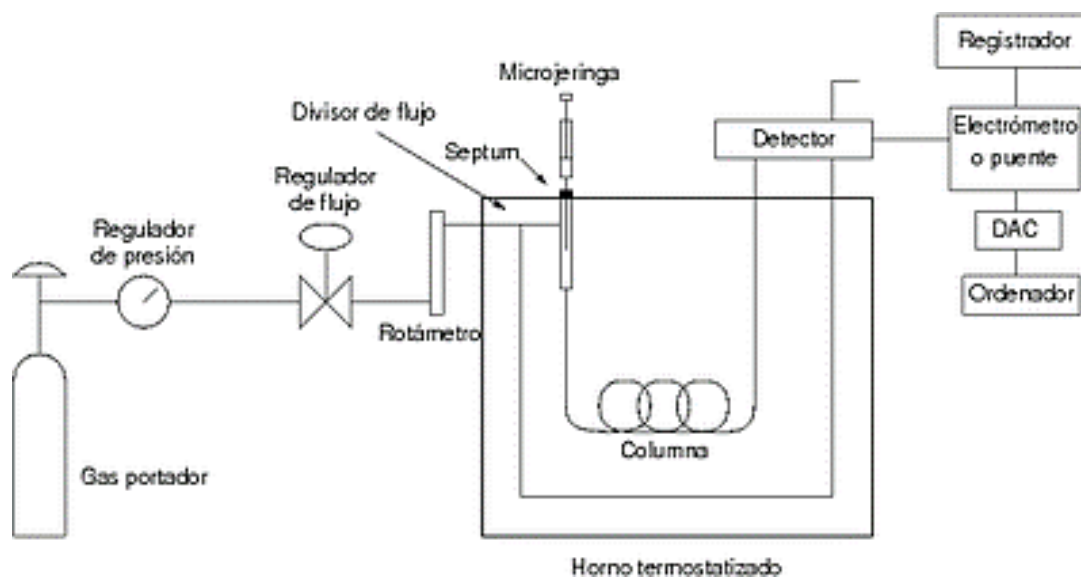 Registrador
Microjeringa
Divisor de flujo
Detector
Electrómetro
o puente
Septum
Regulador
de flujo
DAC
Regulador
de presión
Ordenador
Rotámetro
Columna
Gas portador
Horno termostatizado